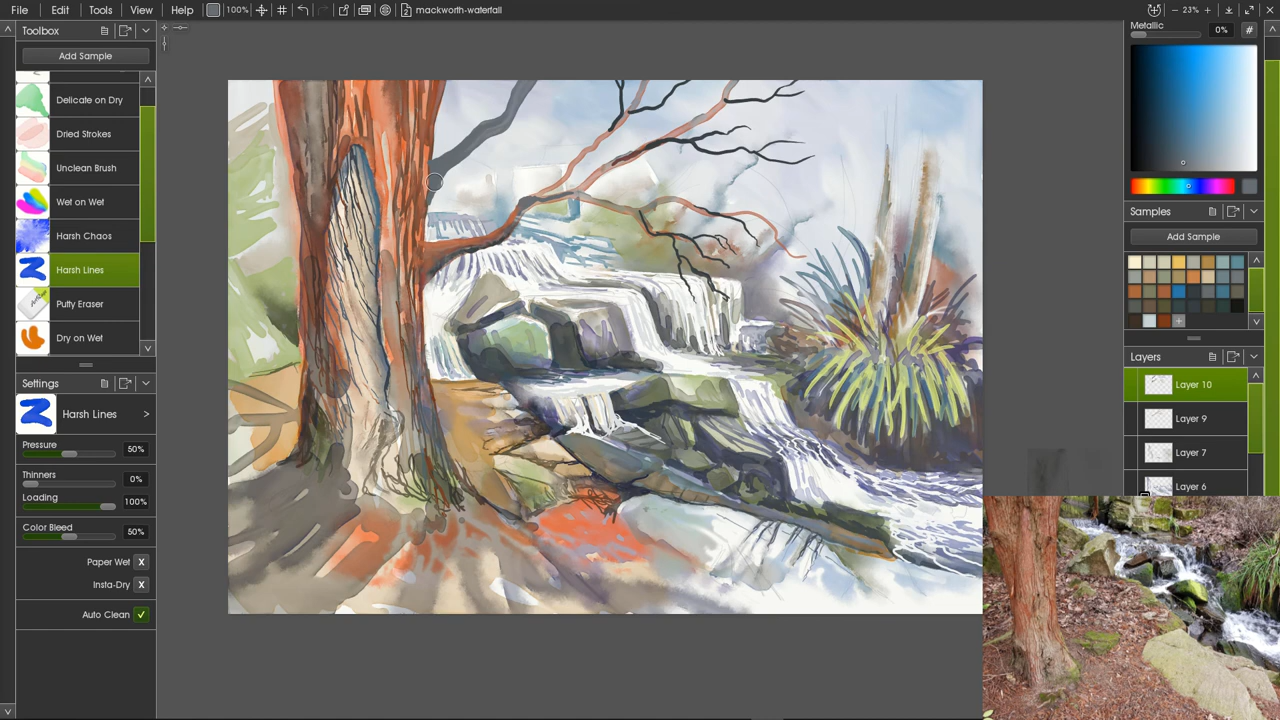 File Edit Tools View Help 100% 2 mackworth-waterfall − 23% +
Toolbox
Add Sample
Delicate on Dry
Dried Strokes
Unclean Brush
Wet on Wet
Harsh Chaos
Harsh Lines
Putty Eraser
Dry on Wet
Settings
Harsh Lines >
Pressure
50%
Thinners
0%
Loading
100%
Color Bleed
50%
Paper Wet X
Insta-Dry X
Auto Clean
Metallic
0% #
Samples
Add Sample
Layers
Layer 10
Layer 9
Layer 7
Layer 6